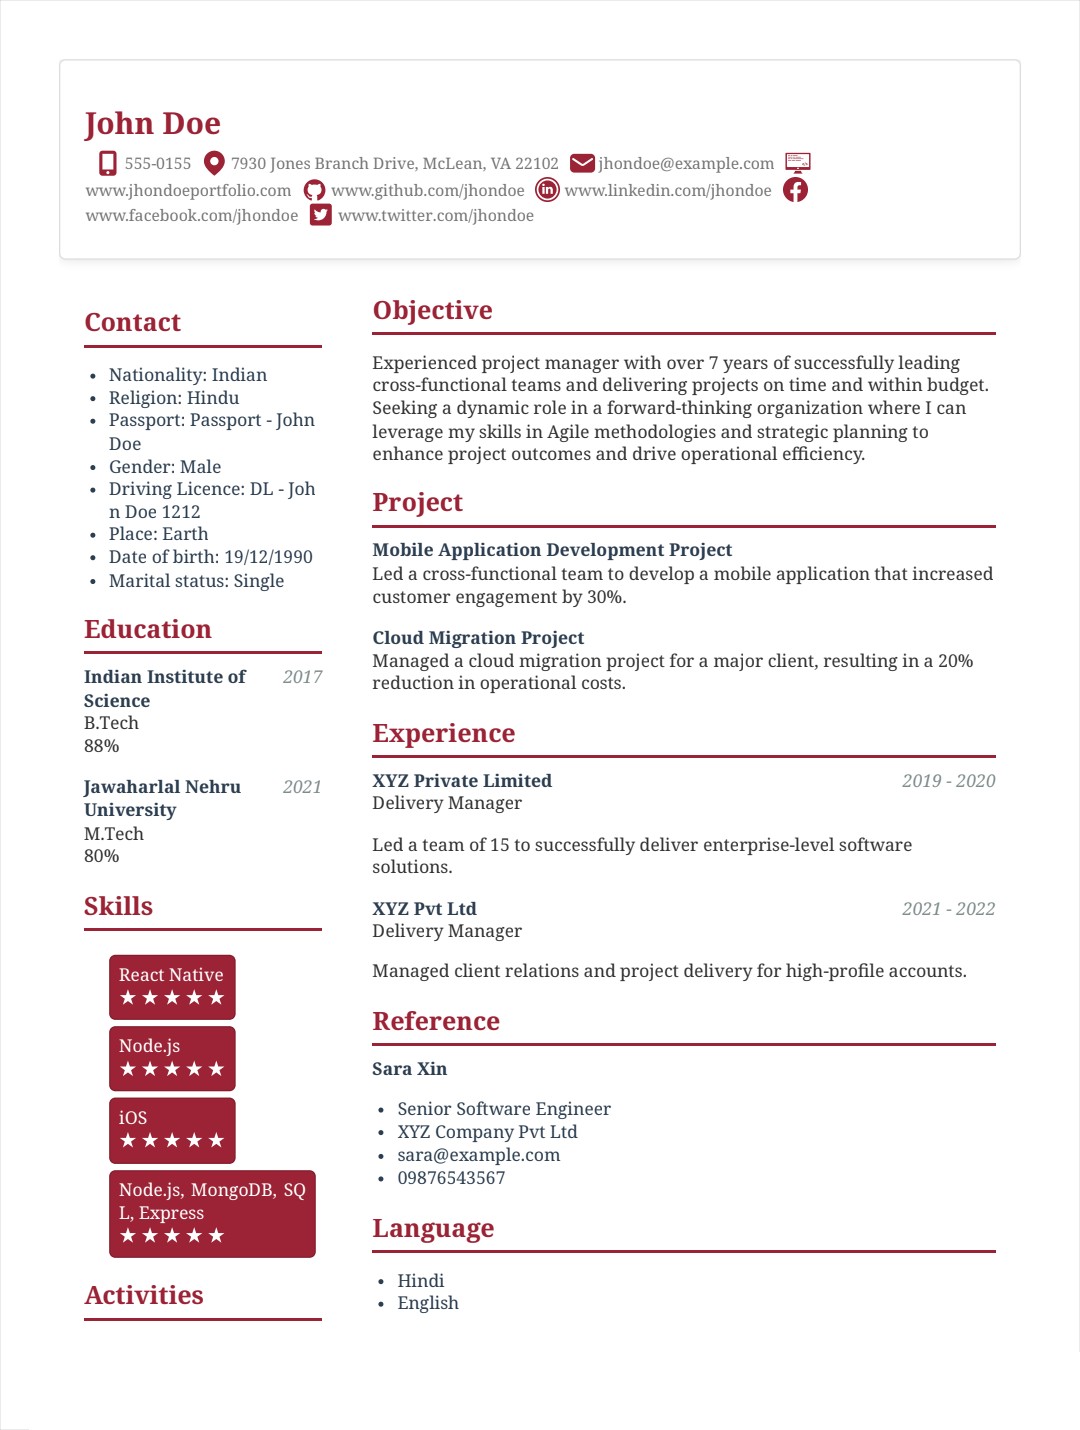 John Doe
555-0155 7930 Jones Branch Drive, McLean, VA 22102 jhondoe@example.com
www.jhondoeportfolio.com www.github.com/jhondoe www.linkedin.com/jhondoe
www.facebook.com/jhondoe www.twitter.com/jhondoe
Contact
• Nationality: Indian
• Religion: Hindu
• Passport: Passport - John
Doe
• Gender: Male
• Driving Licence: DL - Joh
n Doe 1212
• Place: Earth
• Date of birth: 19/12/1990
• Marital status: Single
Education
Indian Institute of 2017
Science
B.Tech
88%
Jawaharlal Nehru 2021
University
M.Tech
80%
Skills
React Native
★ ★ ★ ★ ★
Node.js
★ ★ ★ ★ ★
iOS
★ ★ ★ ★ ★
Node.js, MongoDB, SQ
L, Express
★ ★ ★ ★ ★
Activities
Objective
Experienced project manager with over 7 years of successfully leading
cross-functional teams and delivering projects on time and within budget.
Seeking a dynamic role in a forward-thinking organization where I can
leverage my skills in Agile methodologies and strategic planning to
enhance project outcomes and drive operational efficiency.
Project
Mobile Application Development Project
Led a cross-functional team to develop a mobile application that increased
customer engagement by 30%.
Cloud Migration Project
Managed a cloud migration project for a major client, resulting in a 20%
reduction in operational costs.
Experience
XYZ Private Limited 2019 - 2020
Delivery Manager
Led a team of 15 to successfully deliver enterprise-level software
solutions.
XYZ Pvt Ltd 2021 - 2022
Delivery Manager
Managed client relations and project delivery for high-profile accounts.
Reference
Sara Xin
• Senior Software Engineer
• XYZ Company Pvt Ltd
• sara@example.com
• 09876543567
Language
• Hindi
• English